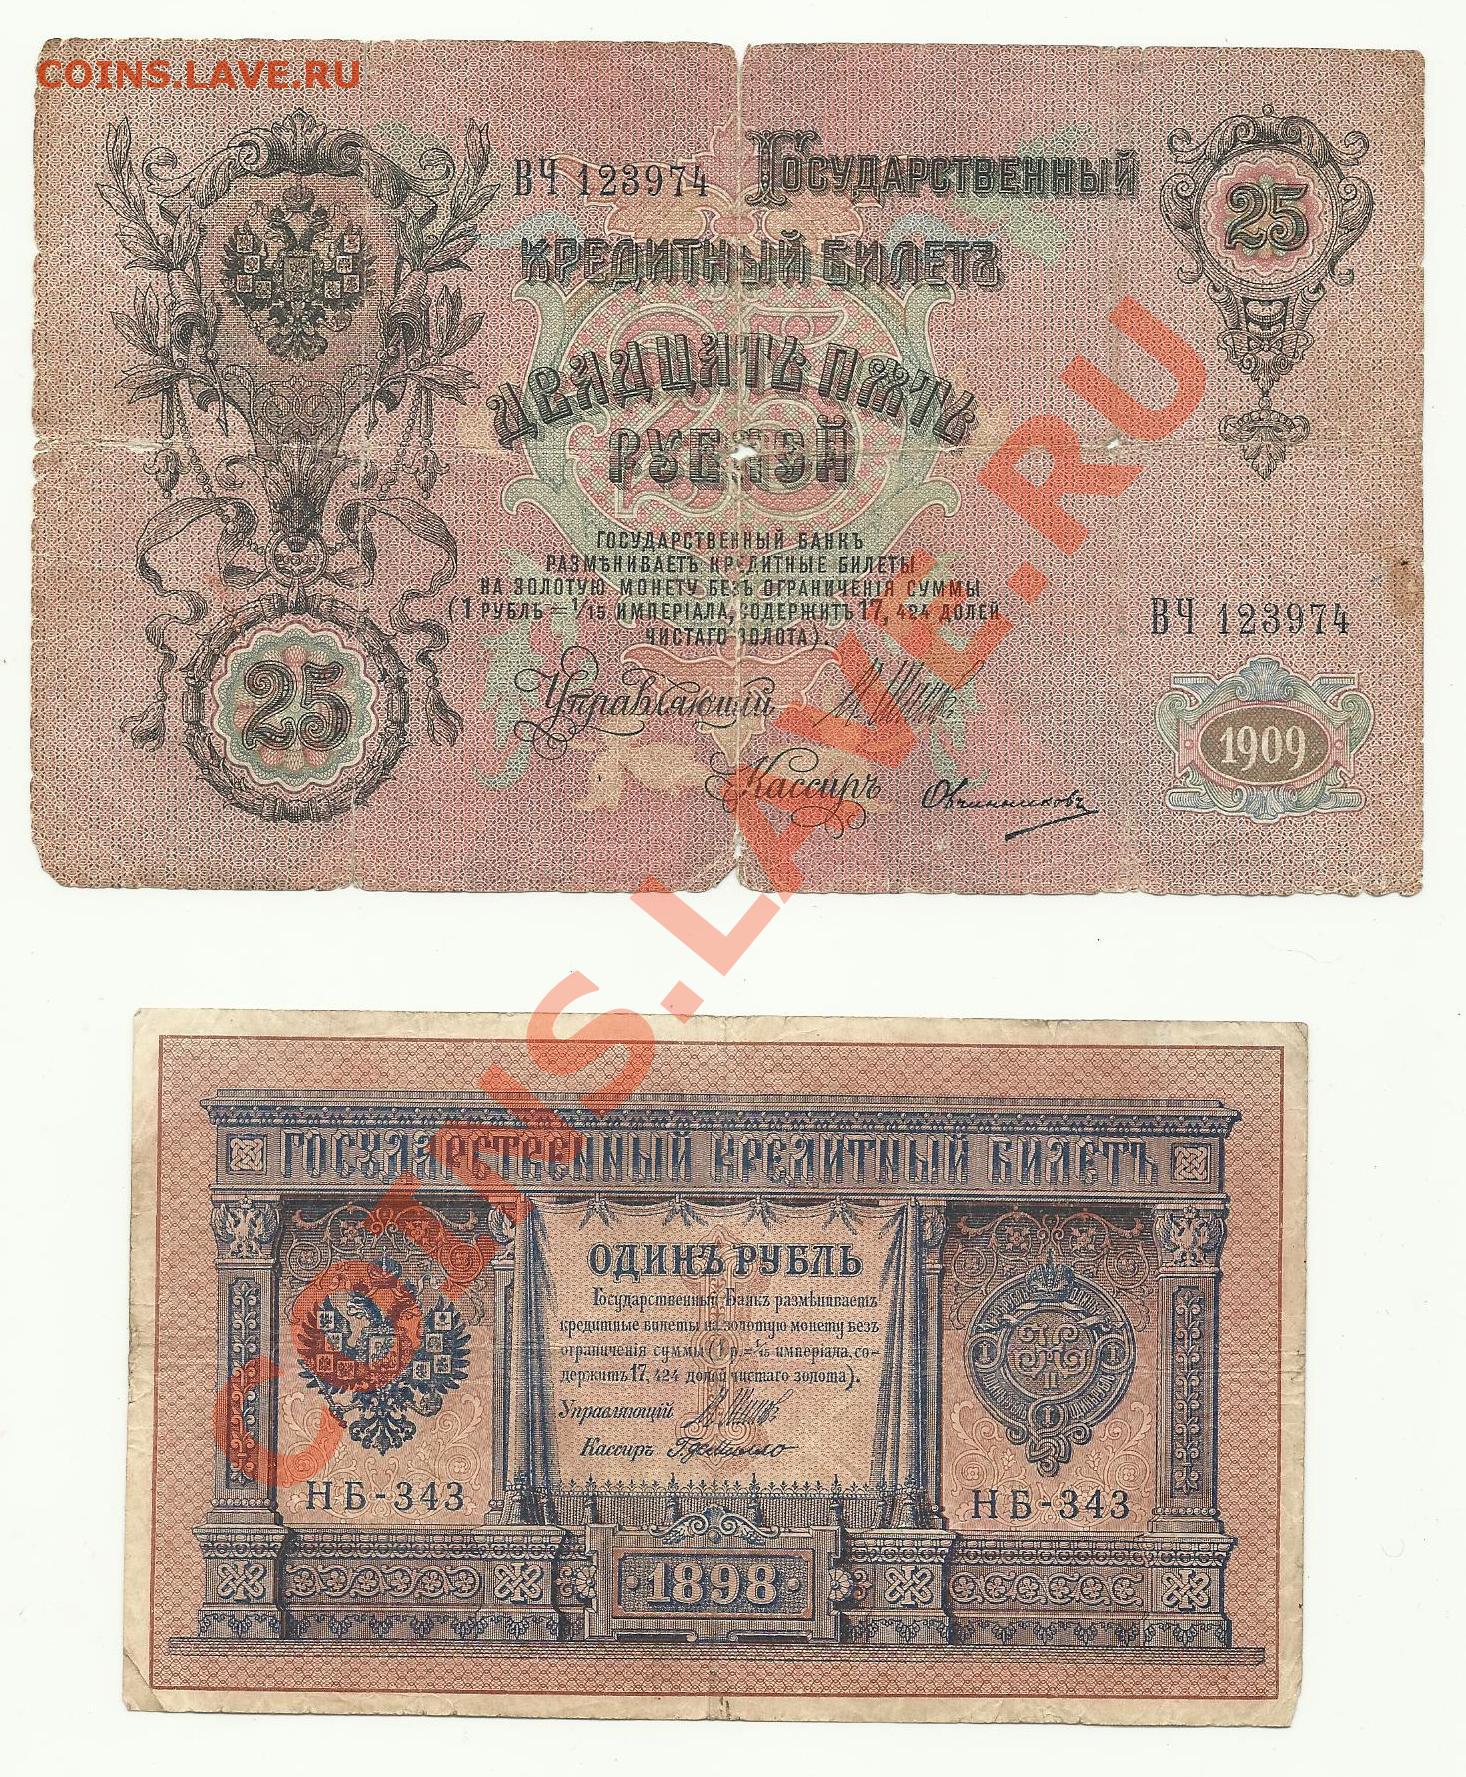 COINS.LAVE.RU
ВЧ 123974
ГОСУДАРСТВЕННЫЙ
КРЕДИТНЫЙ БИЛЕТЪ
25
ДВАДЦАТЬ ПЯТЬ
РУБЛЕЙ
ГОСУДАРСТВЕННЫЙ БАНКЪ
РАЗМѢНИВАЕТЪ КРЕДИТНЫЕ БИЛЕТЫ
НА ЗОЛОТУЮ МОНЕТУ БЕЗЪ ОГРАНИЧЕНІЯ СУММЫ
(1 РУБЛЬ = 1/15 ИМПЕРІАЛА, СОДЕРЖИТЪ 17,424 ДОЛЕЙ
ЧИСТАГО ЗОЛОТА).
ВЧ 123974
Управляющій
25
1909
Кассиръ Овчинниковъ
COINS.LAVE.RU
ГОСУДАРСТВЕННЫЙ КРЕДИТНЫЙ БИЛЕТЪ
ОДИНЪ РУБЛЬ
Государственный Банкъ размѣниваетъ
кредитные билеты на золотую монету безъ
ограниченія суммы (1 р. = 1/15 имперіала, со-
держитъ 17,424 долей чистаго золота).
Управляющій
Кассиръ
НБ-343
НБ-343
1898